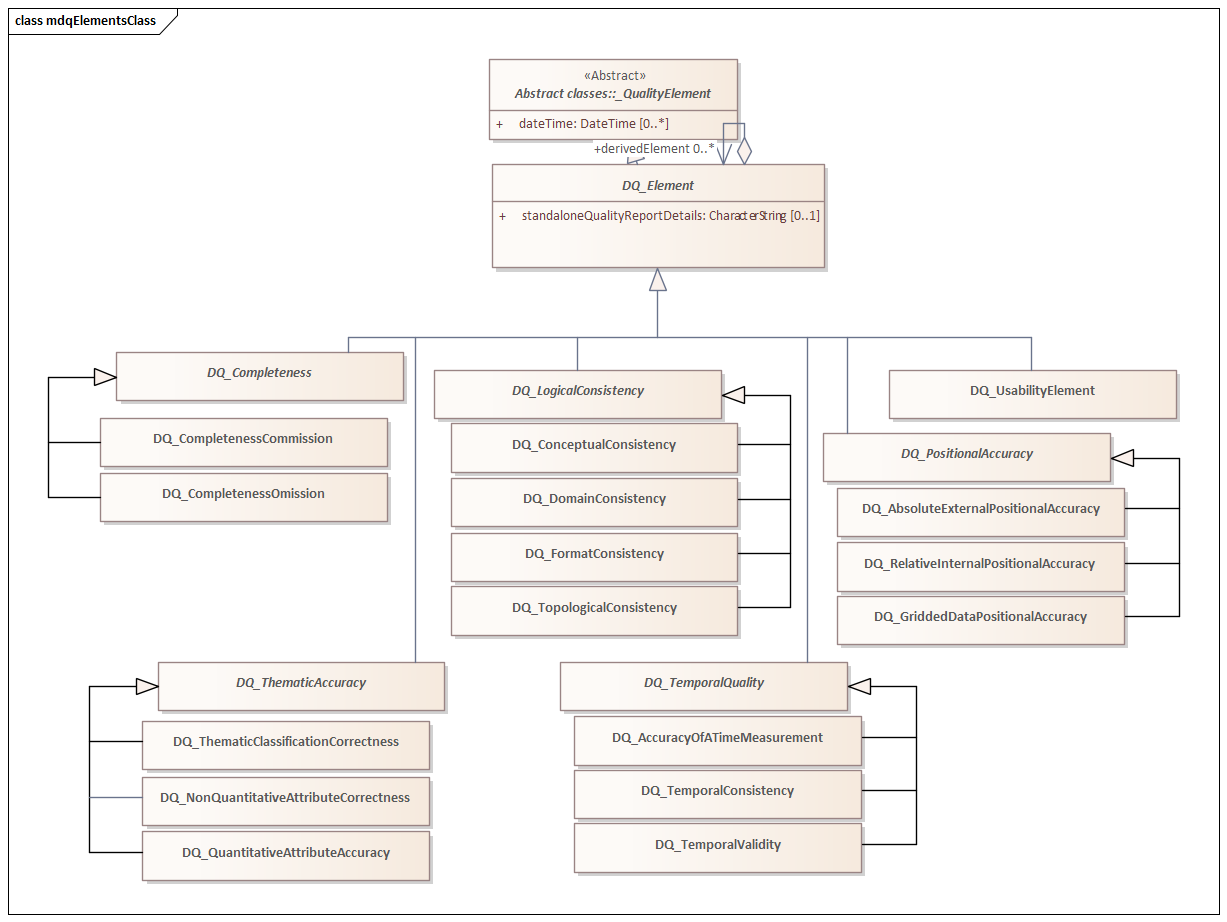 class mdqElementsClass
«Abstract»
Abstract classes::_QualityElement
+ dateTime: DateTime [0..*]
+derivedElement 0..*
DQ_Element
+ standaloneQualityReportDetails: CharacterString [0..1]
DQ_Completeness
DQ_CompletenessCommission
DQ_CompletenessOmission
DQ_LogicalConsistency
DQ_ConceptualConsistency
DQ_DomainConsistency
DQ_FormatConsistency
DQ_TopologicalConsistency
DQ_UsabilityElement
DQ_PositionalAccuracy
DQ_AbsoluteExternalPositionalAccuracy
DQ_RelativeInternalPositionalAccuracy
DQ_GriddedDataPositionalAccuracy
DQ_ThematicAccuracy
DQ_ThematicClassificationCorrectness
DQ_NonQuantitativeAttributeCorrectness
DQ_QuantitativeAttributeAccuracy
DQ_TemporalQuality
DQ_AccuracyOfATimeMeasurement
DQ_TemporalConsistency
DQ_TemporalValidity